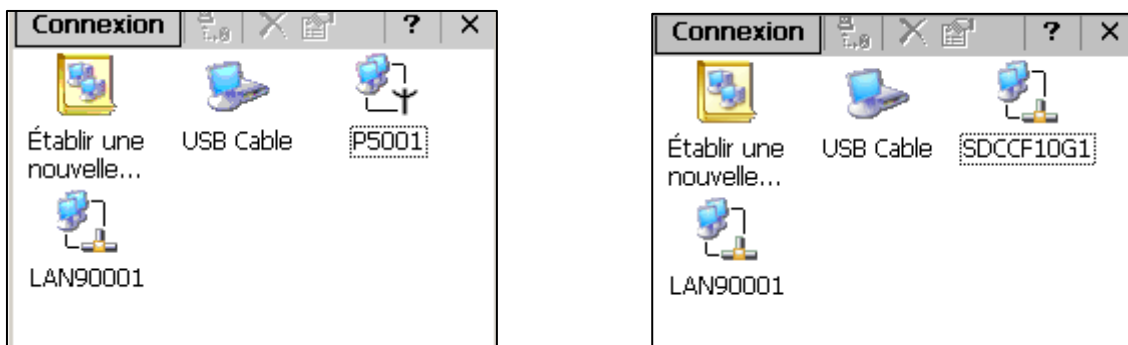 Connexion ?
Établir une
nouvelle...
USB Cable
P5001
LAN90001
Connexion ?
Établir une
nouvelle...
USB Cable
SDCCF10G1
LAN90001